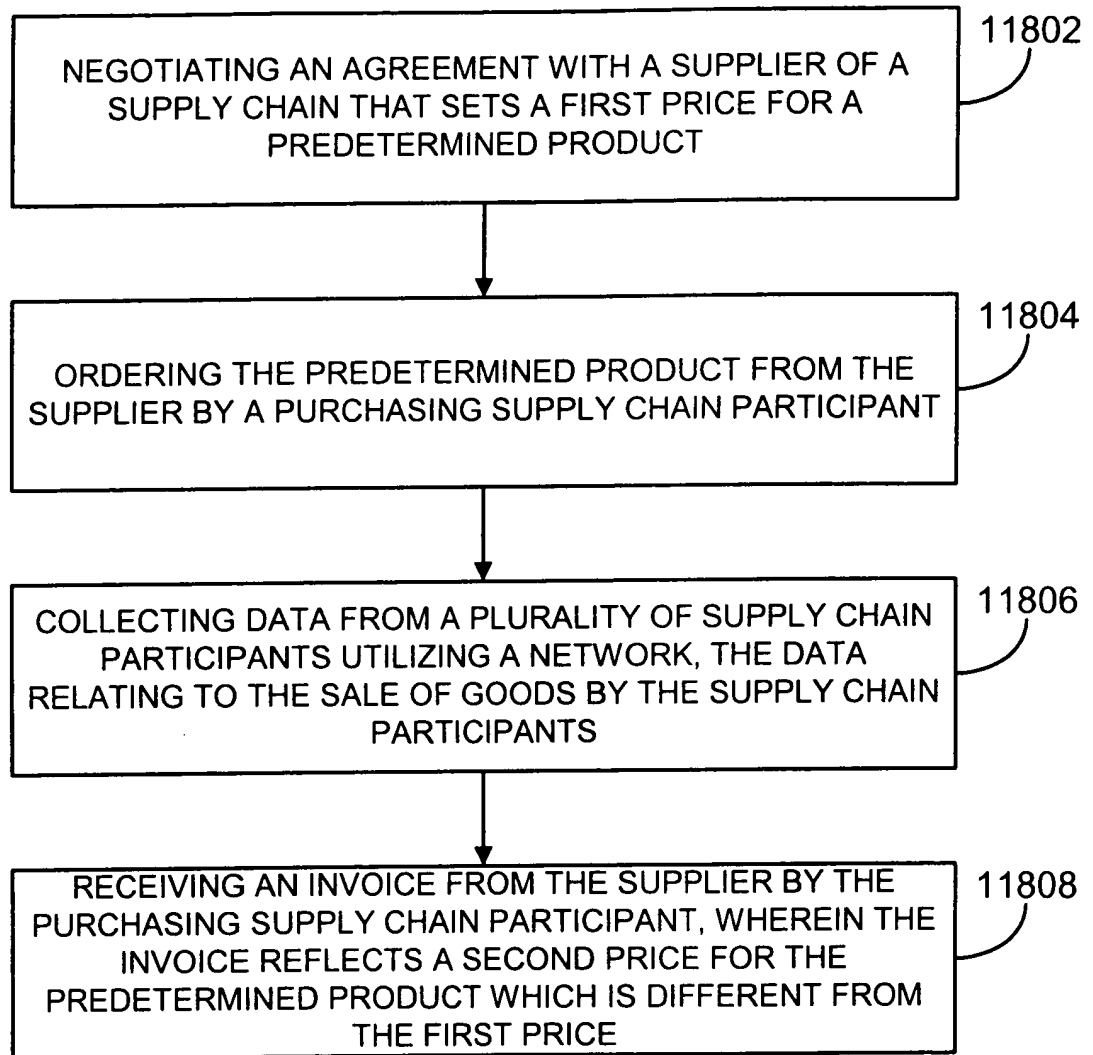 11802
NEGOTIATING AN AGREEMENT WITH A SUPPLIER OF A
SUPPLY CHAIN THAT SETS A FIRST PRICE FOR A
PREDETERMINED PRODUCT
11804
ORDERING THE PREDETERMINED PRODUCT FROM THE
SUPPLIER BY A PURCHASING SUPPLY CHAIN PARTICIPANT
11806
COLLECTING DATA FROM A PLURALITY OF SUPPLY CHAIN
PARTICIPANTS UTILIZING A NETWORK, THE DATA
RELATING TO THE SALE OF GOODS BY THE SUPPLY CHAIN
PARTICIPANTS
11808
RECEIVING AN INVOICE FROM THE SUPPLIER BY THE
PURCHASING SUPPLY CHAIN PARTICIPANT, WHEREIN THE
INVOICE REFLECTS A SECOND PRICE FOR THE
PREDETERMINED PRODUCT WHICH IS DIFFERENT FROM
THE FIRST PRICE